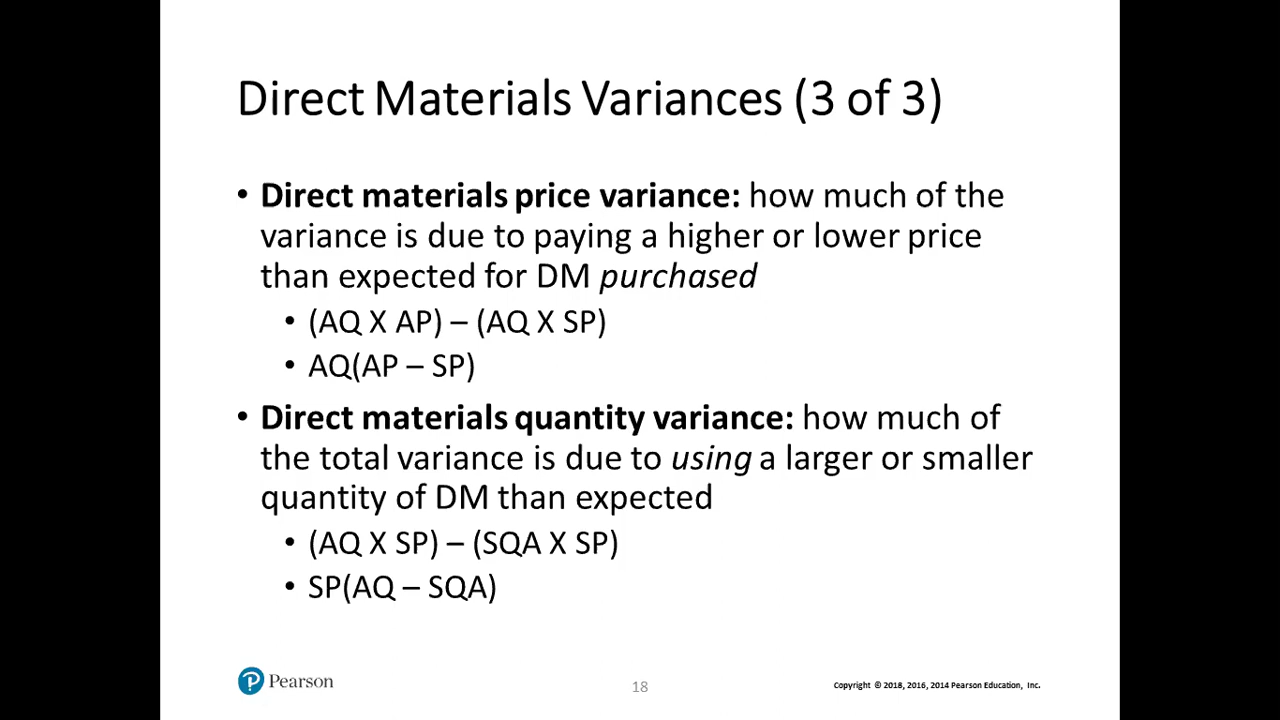 Direct Materials Variances (3 of 3)
• Direct materials price variance: how much of the
variance is due to paying a higher or lower price
than expected for DM purchased
• (AQ X AP) – (AQ X SP)
• AQ(AP – SP)
• Direct materials quantity variance: how much of
the total variance is due to using a larger or smaller
quantity of DM than expected
• (AQ X SP) – (SQA X SP)
• SP(AQ – SQA)
P Pearson
18
Copyright © 2018, 2016, 2014 Pearson Education, Inc.